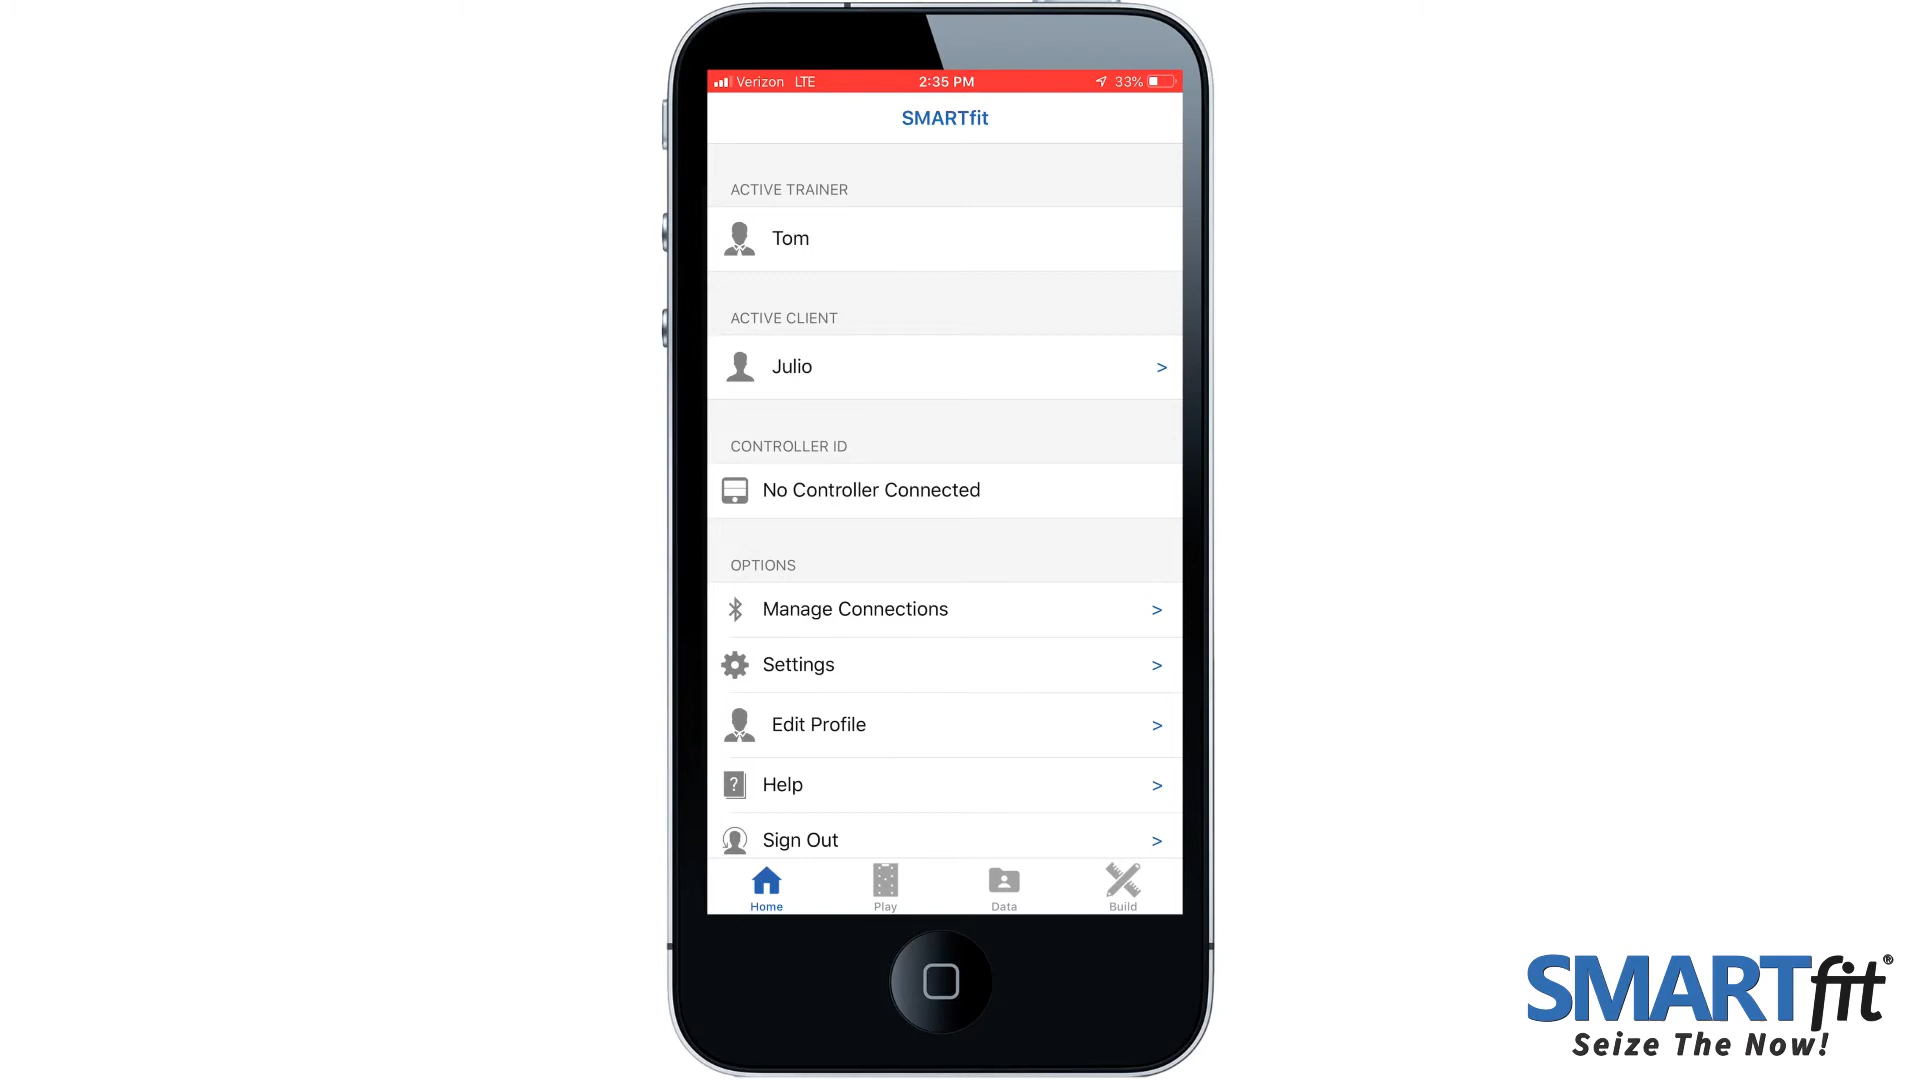 Verizon LTE 2:35 PM 33%
SMARTfit
ACTIVE TRAINER
Tom
ACTIVE CLIENT
Julio >
CONTROLLER ID
No Controller Connected
OPTIONS
Manage Connections >
Settings >
Edit Profile >
? Help >
Sign Out >
Home Play Data Build
SMARTfit®
Seize The Now!